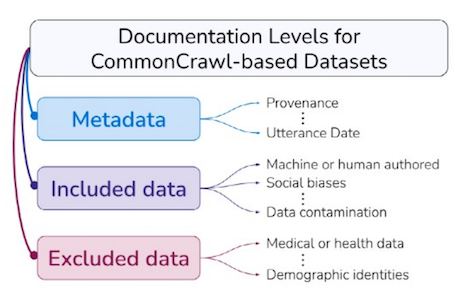 Documentation Levels for
CommonCrawl-based Datasets
Metadata
Provenance
Utterance Date
Included data
Machine or human authored
Social biases
Data contamination
Excluded data
Medical or health data
Demographic identities